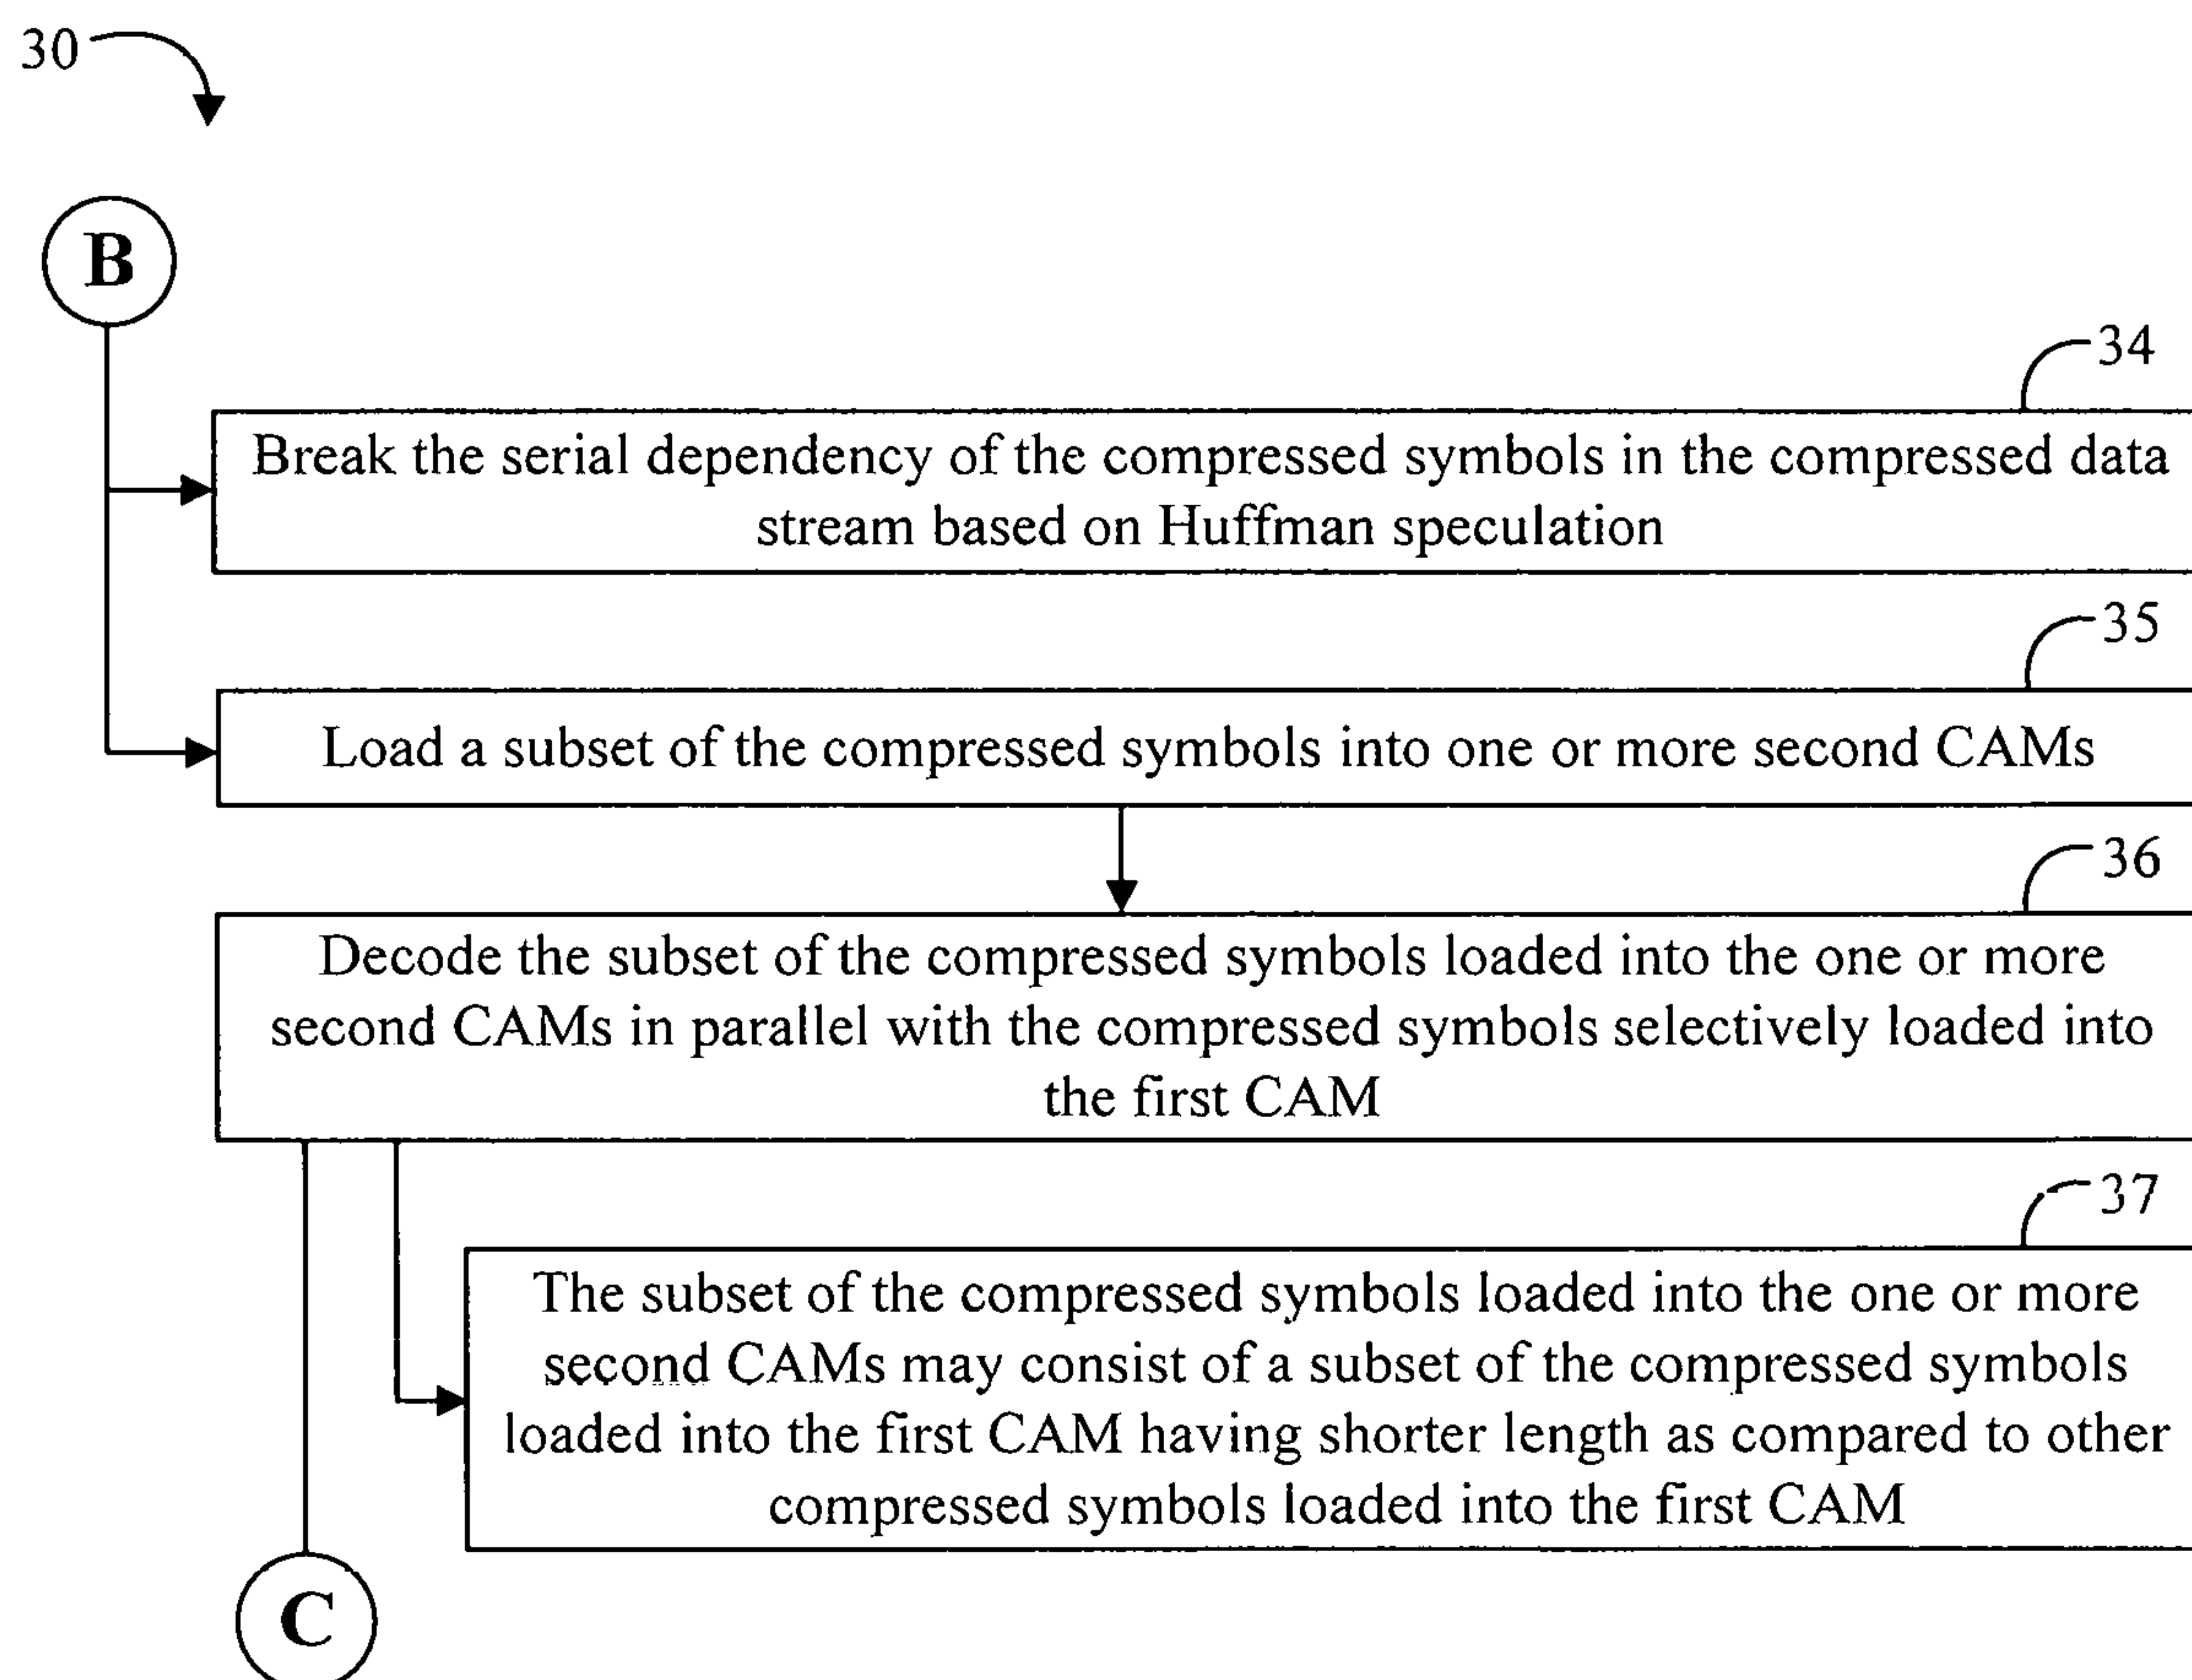 30
B
34
Break the serial dependency of the compressed symbols in the compressed data
stream based on Huffman speculation
35
Load a subset of the compressed symbols into one or more second CAMs
36
Decode the subset of the compressed symbols loaded into the one or more
second CAMs in parallel with the compressed symbols selectively loaded into
the first CAM
37
The subset of the compressed symbols loaded into the one or more
second CAMs may consist of a subset of the compressed symbols
loaded into the first CAM having shorter length as compared to other
compressed symbols loaded into the first CAM
C